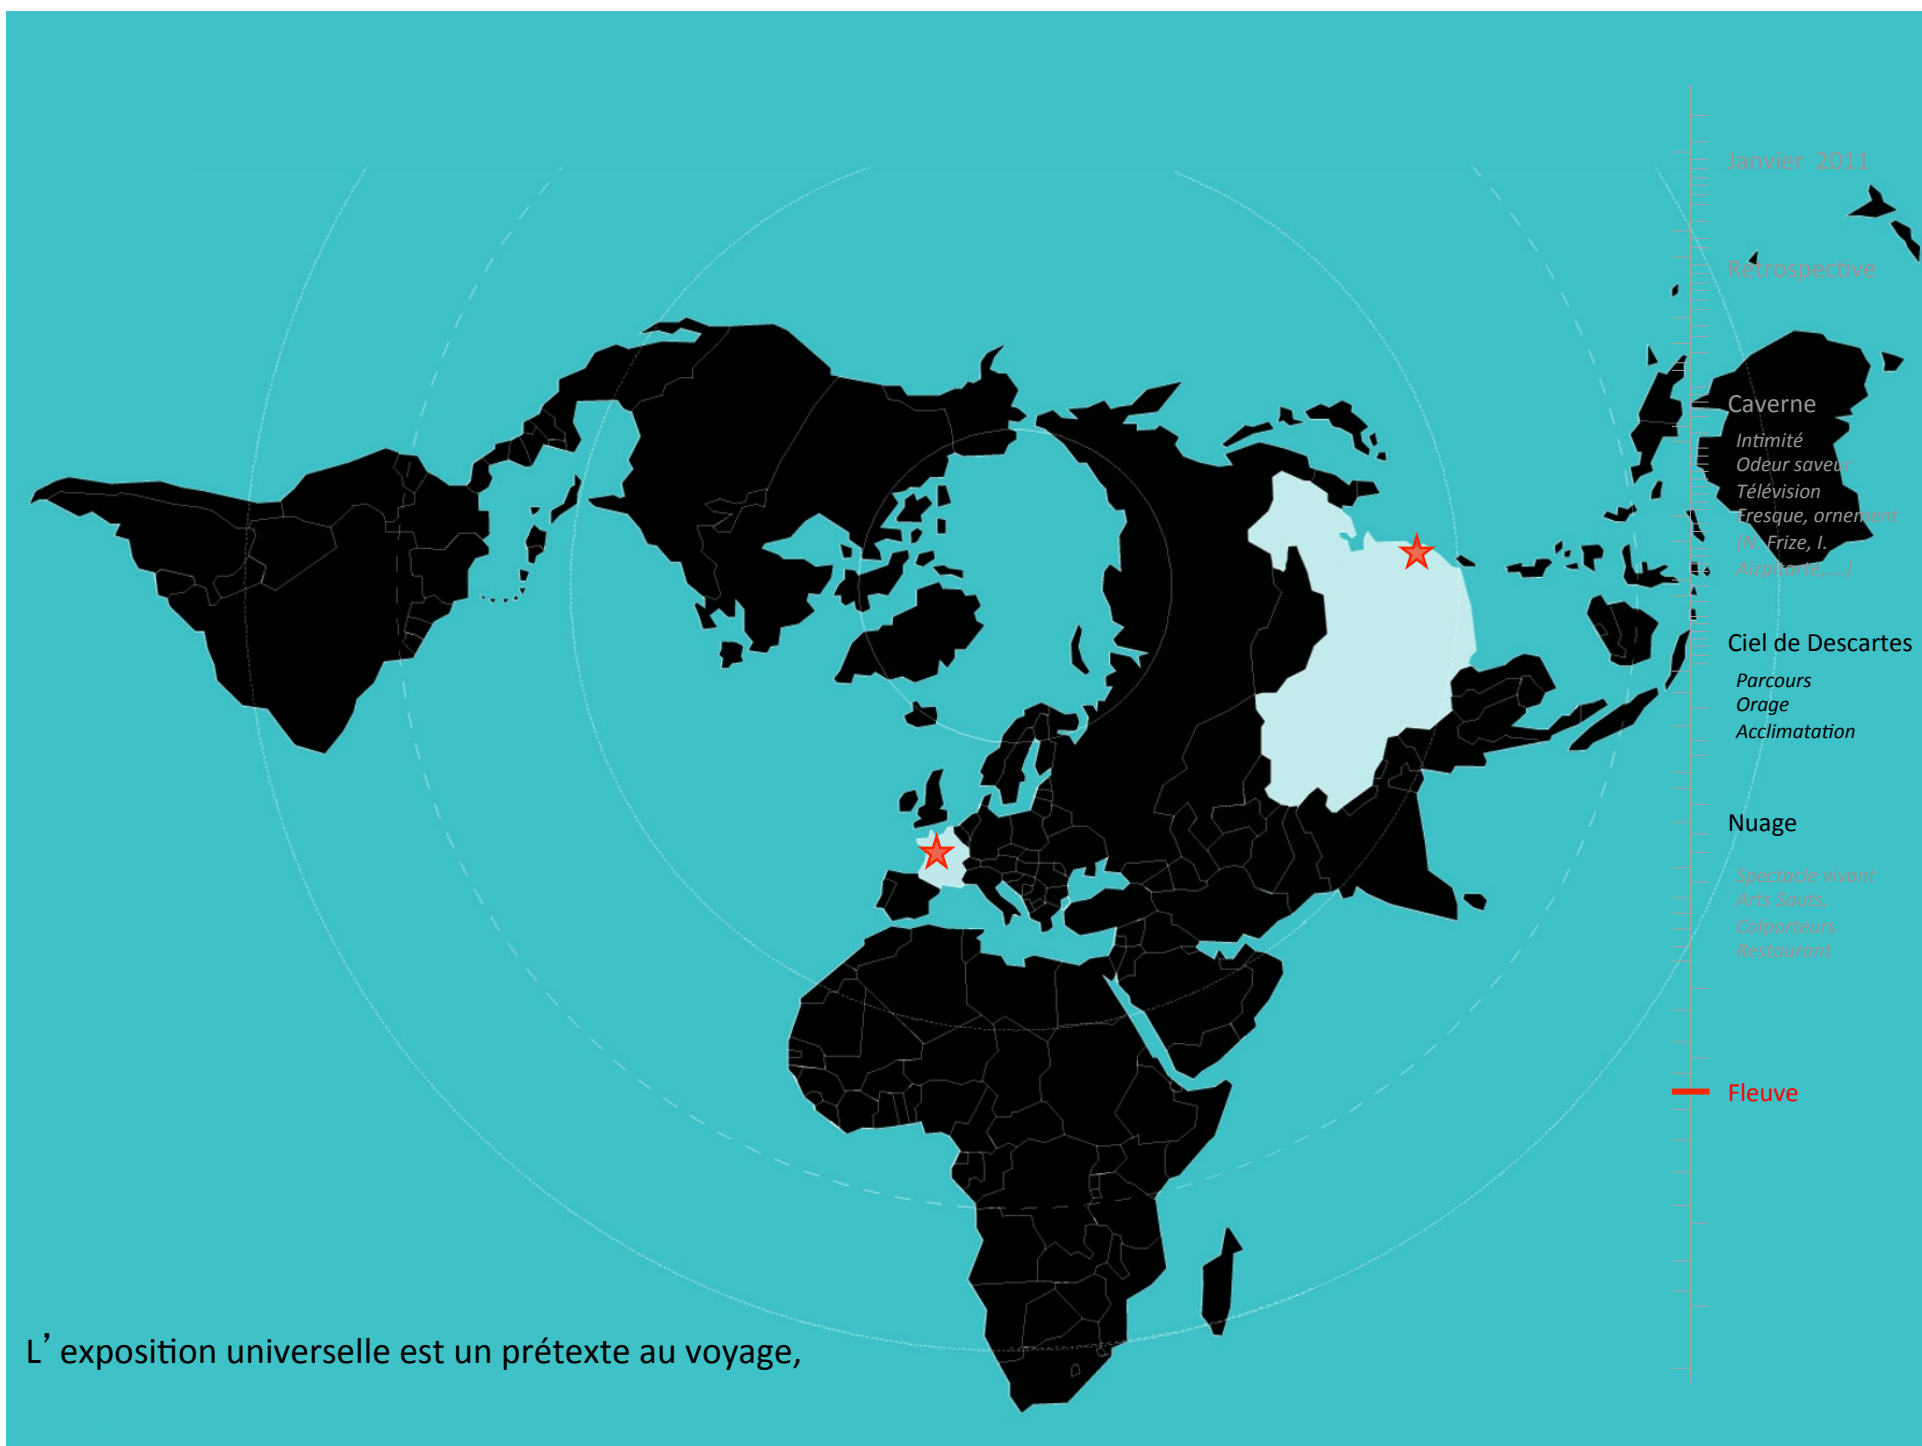 Janvier 2011
Rétrospective
Caverne
Intimité
Odeur saveur
Télévision
Fresque, ornement
(N. Frize, I.
Aizpitarte,....)
Ciel de Descartes
Parcours
Orage
Acclimatation
Nuage
Spectacle vivant
Arts Sauts,
Colporteurs
Restaurant
Fleuve
L’ exposition universelle est un prétexte au voyage,